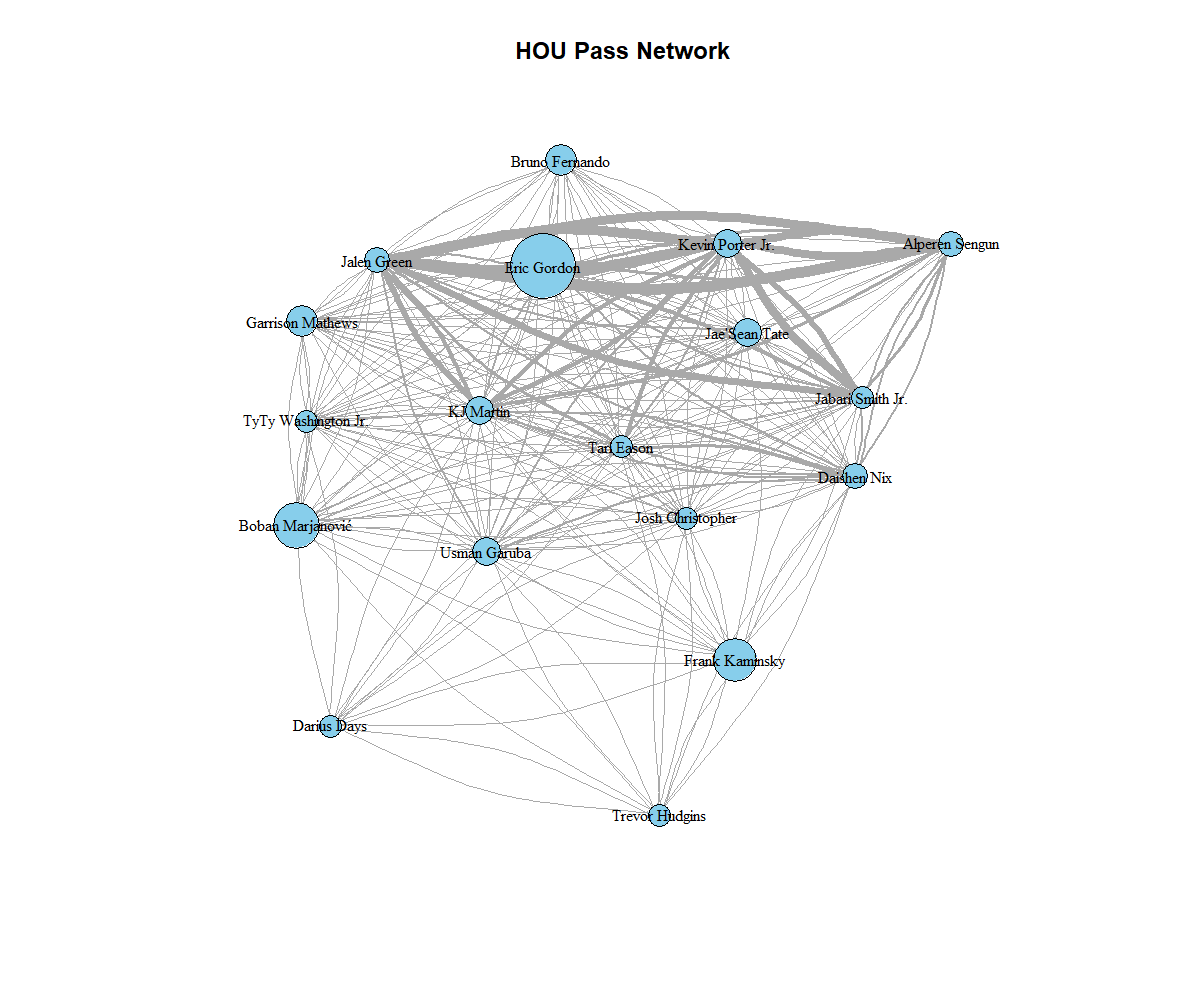 HOU Pass Network
Bruno Fernando
Kevin Porter Jr.
Alperen Sengun
Jalen Green
Eric Gordon
Garrison Mathews
Jae'Sean Tate
Jabari Smith Jr.
KJ Martin
TyTy Washington Jr.
Tari Eason
Daishen Nix
Josh Christopher
Boban Marjanović
Usman Garuba
Frank Kaminsky
Darius Days
Trevor Hudgins